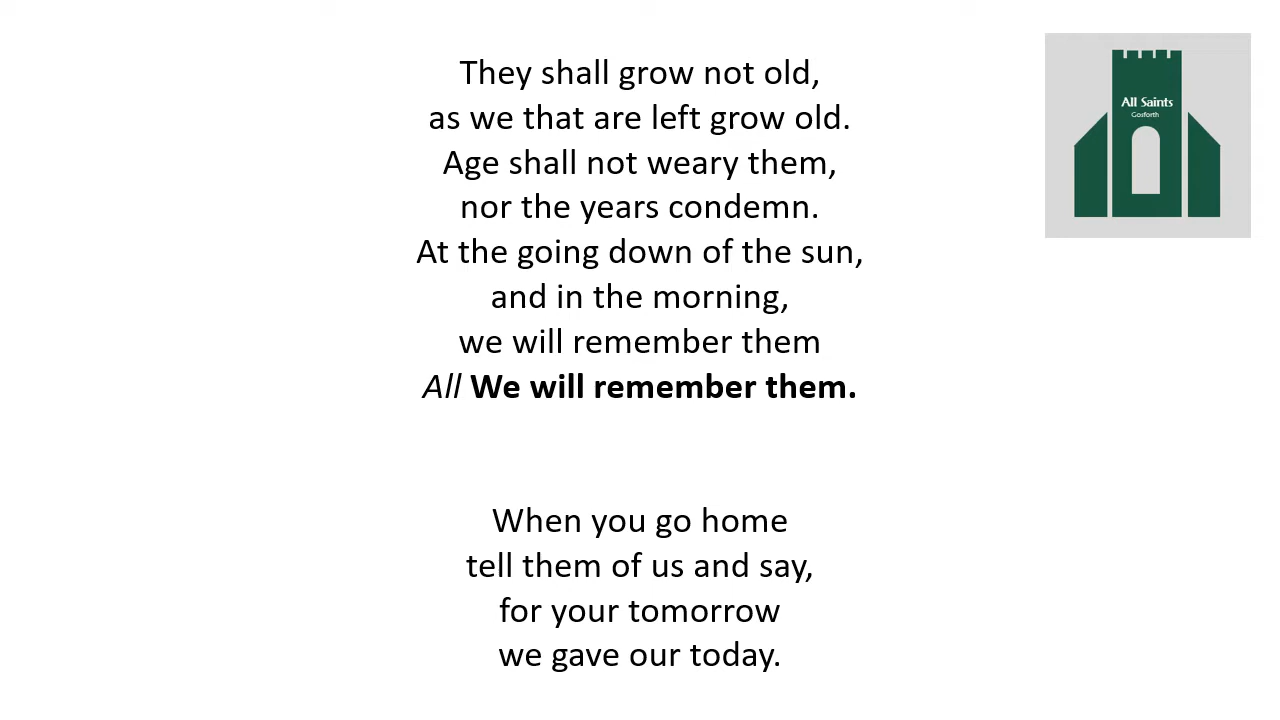 They shall grow not old,
as we that are left grow old.
Age shall not weary them,
nor the years condemn.
At the going down of the sun,
and in the morning,
we will remember them
All We will remember them.
When you go home
tell them of us and say,
for your tomorrow
we gave our today.
All Saints
Gosforth